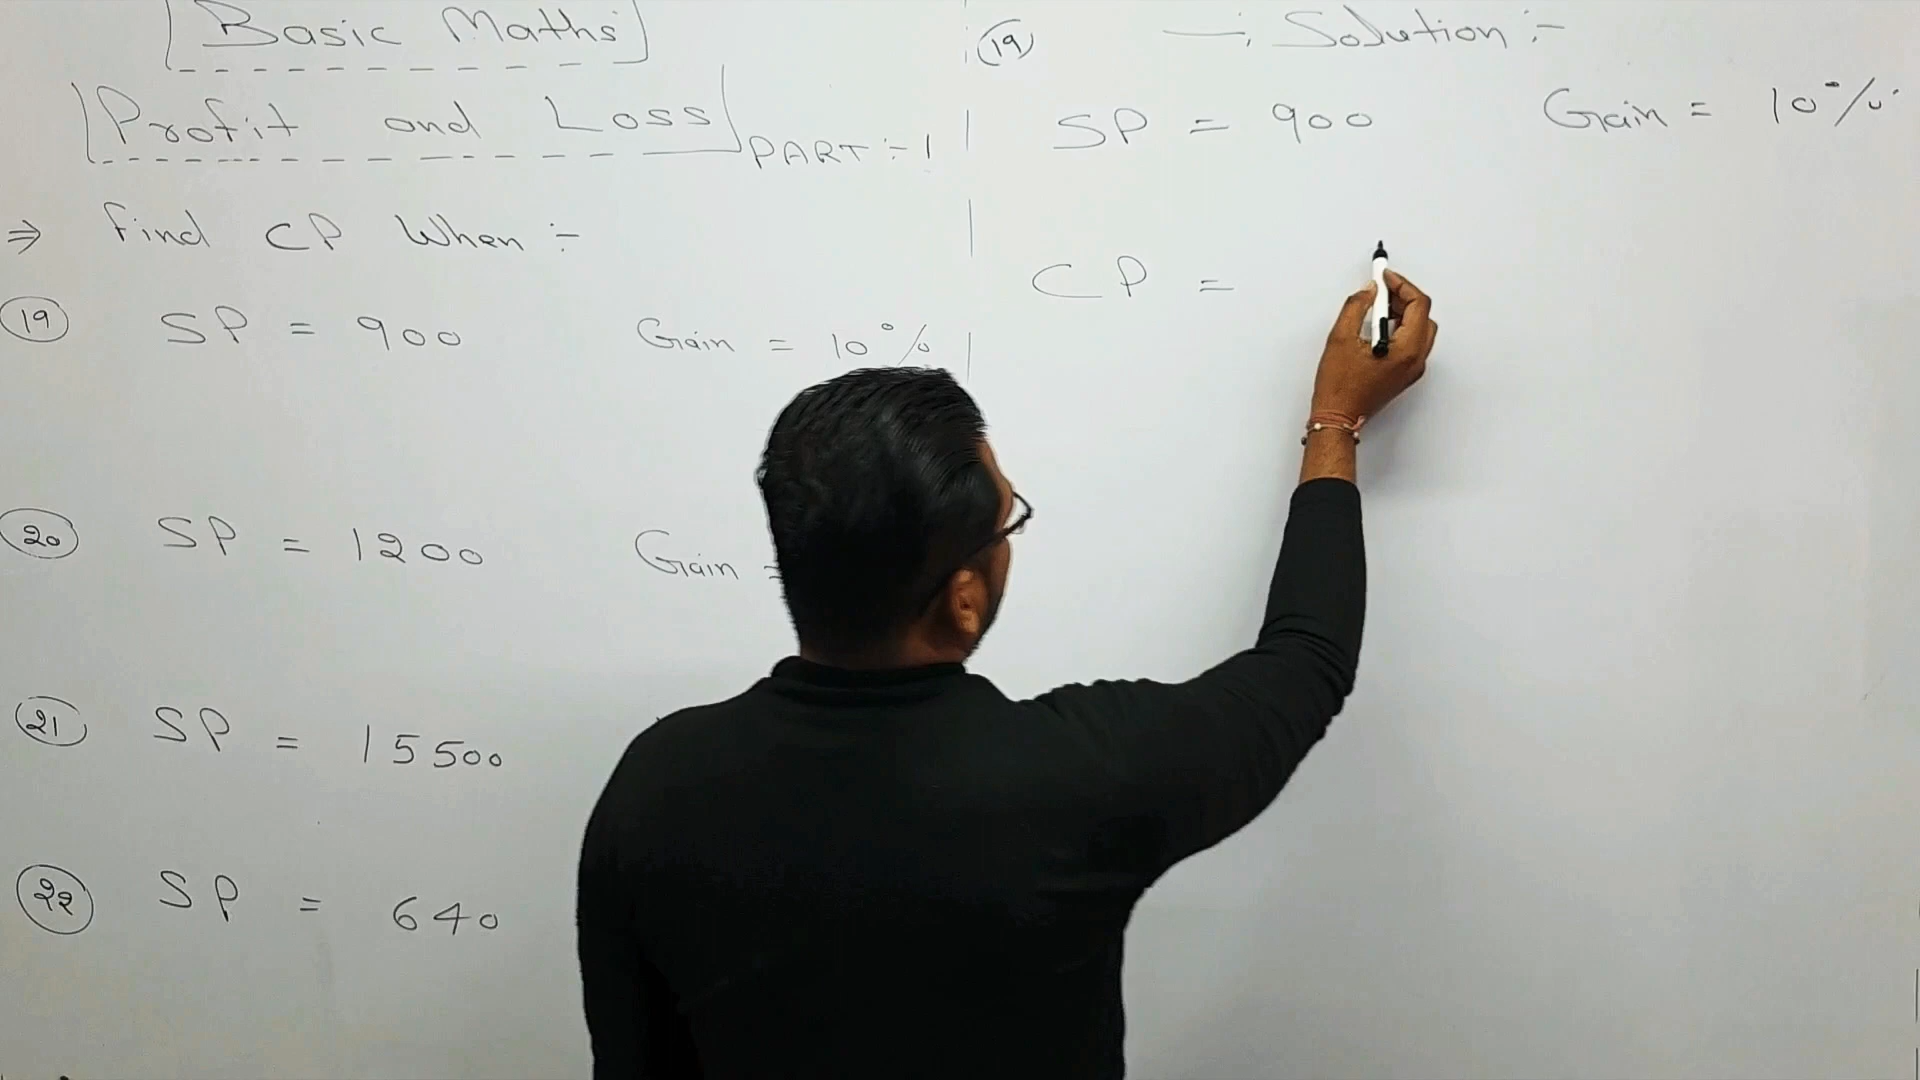 Basic Maths
Profit and Loss PART :- 1
⇒ Find CP When :-
19 SP = 900 Gain = 10%
20 SP = 1200 Gain =
21 SP = 15500
22 SP = 640
19 —: Solution :-
SP = 900 Gain = 10%
CP =